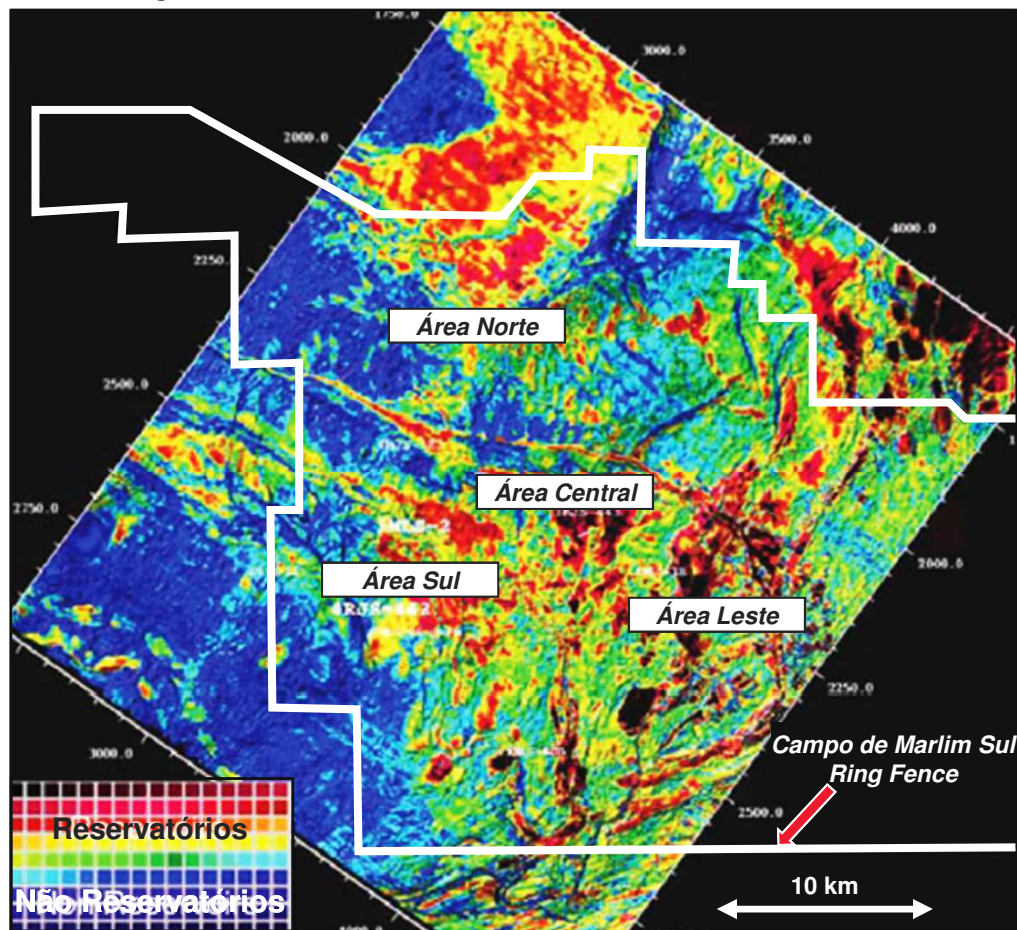 1750.0
3000.0
2000.0
3500.0
4000.0
2250.0
Área Norte
2500.0
Área Central
2750.0
Área Sul
Área Leste
2000.0
2250.0
3000.0
2500.0
Campo de Marlim Sul
Ring Fence
Reservatórios
Não Reservatórios
10 km